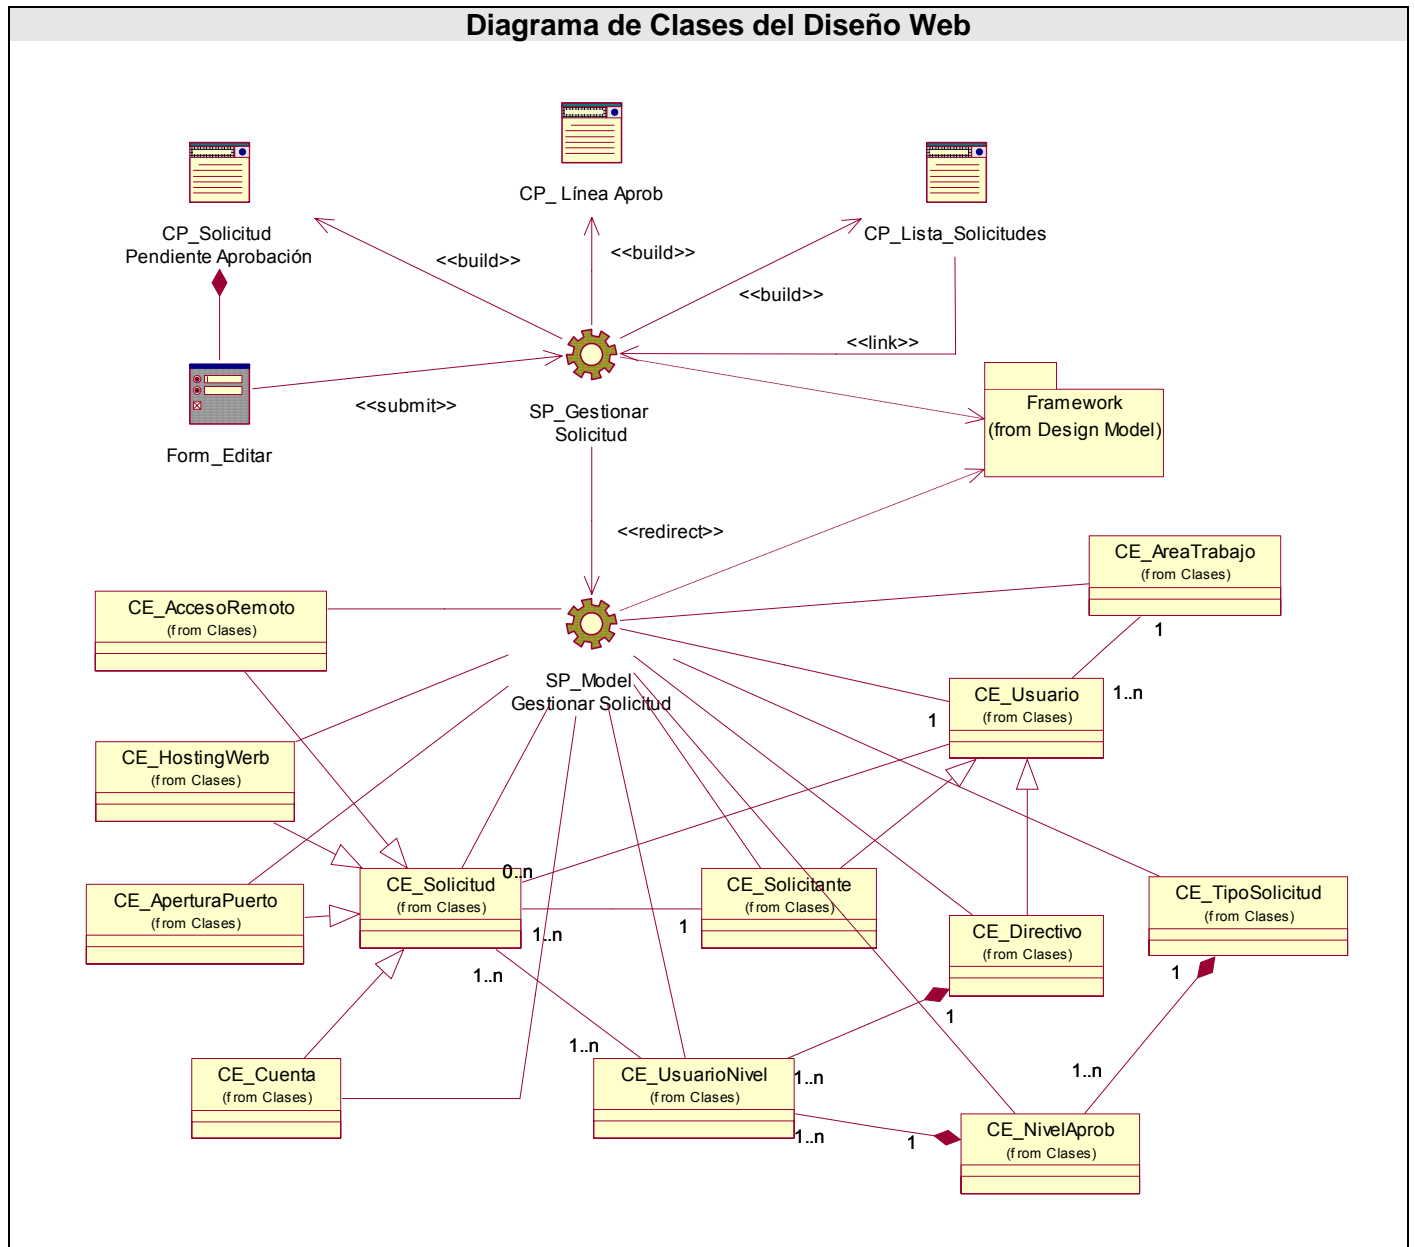 Diagrama de Clases del Diseño Web
CP_ Línea Aprob
CP_Solicitud
Pendiente Aprobación
CP_Lista_Solicitudes
<<build>>
<<build>>
<<build>>
<<link>>
<<submit>>
Form_Editar
SP_Gestionar
Solicitud
Framework
(from Design Model)
<<redirect>>
CE_AreaTrabajo
(from Clases)
1
CE_AccesoRemoto
(from Clases)
SP_Model
Gestionar Solicitud
CE_Usuario
(from Clases)
1..n
1
CE_HostingWerb
(from Clases)
CE_AperturaPuerto
(from Clases)
CE_Solicitud
(from Clases)
0..n
1..n
1..n
CE_Solicitante
(from Clases)
1
CE_Directivo
(from Clases)
1
CE_TipoSolicitud
(from Clases)
1
CE_Cuenta
(from Clases)
1..n
CE_UsuarioNivel
(from Clases)
1..n
1..n
1
1..n
CE_NivelAprob
(from Clases)